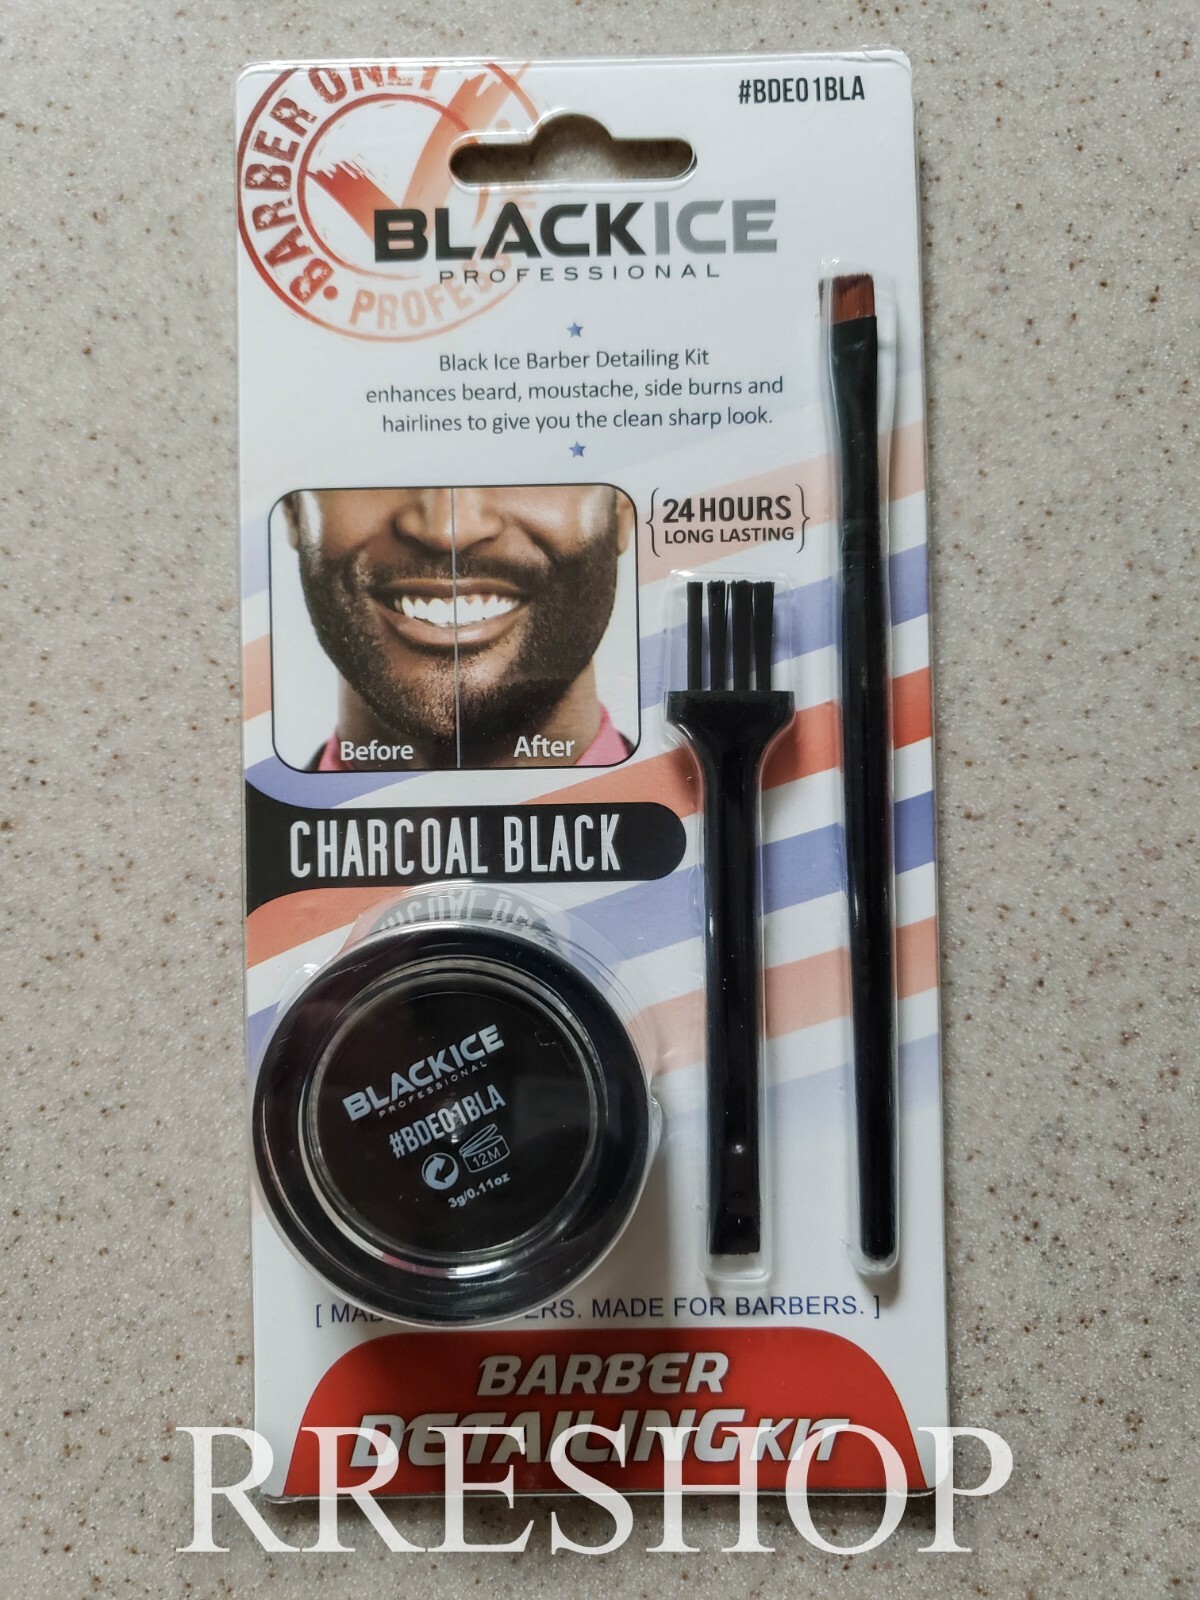 #BDE01BLA
BARBER ONLY
PROFESS
BLACKICE
PROFESSIONAL
Black Ice Barber Detailing Kit
enhances beard, moustache, side burns and
hairlines to give you the clean sharp look.
24 HOURS
LONG LASTING
Before
After
CHARCOAL BLACK
BLACKICE
PROFESSIONAL
#BDE01BLA
12M
3g/0.11oz
[ MADE ERS. MADE FOR BARBERS. ]
BARBER
DETAILING KIT
RRESHOP